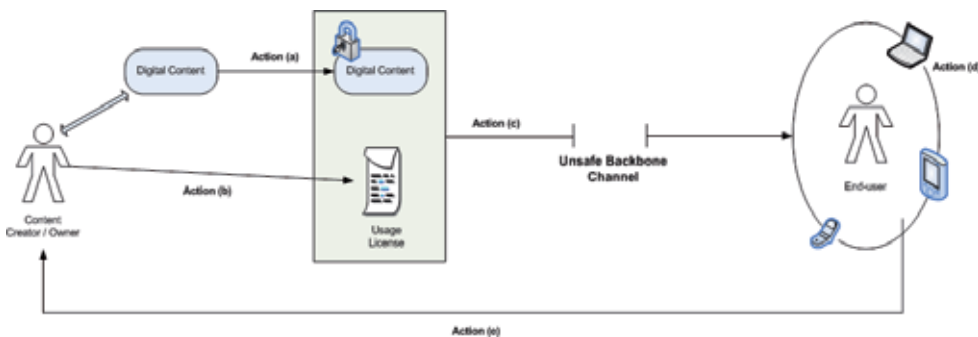 Digital Content
Action (a)
Digital Content
Action (d)
Action (c)
Unsafe Backbone
Channel
Action (b)
End-user
Content
Creator / Owner
Usage
License
Action (e)